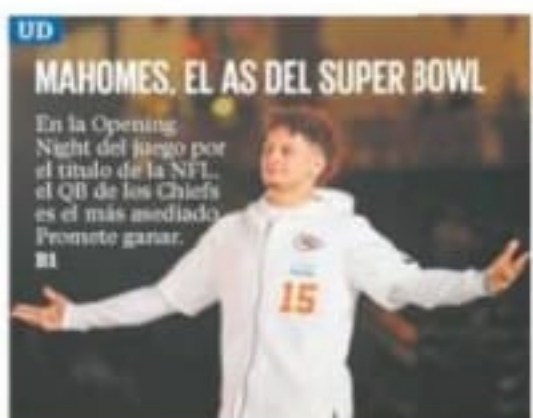 UD
MAHOMES, EL AS DEL SUPER BOWL
En la Opening
Night del juego por
el título de la NFL,
el QB de los Chiefs
es el más asediado.
Promete ganar.
B1
15